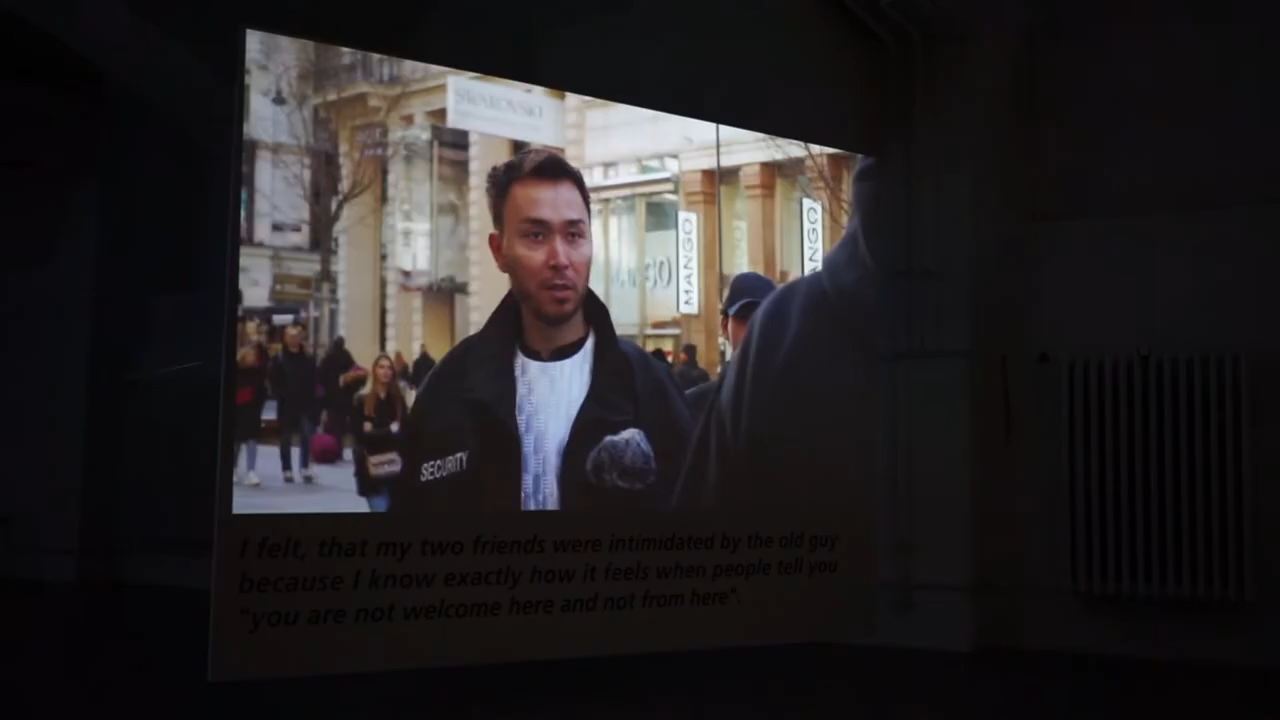 SWAROVSKI
MANGO
MANGO
ANGO
SECURITY
I felt, that my two friends were intimidated by the old guy
because I know exactly how it feels when people tell you
"you are not welcome here and not from here".